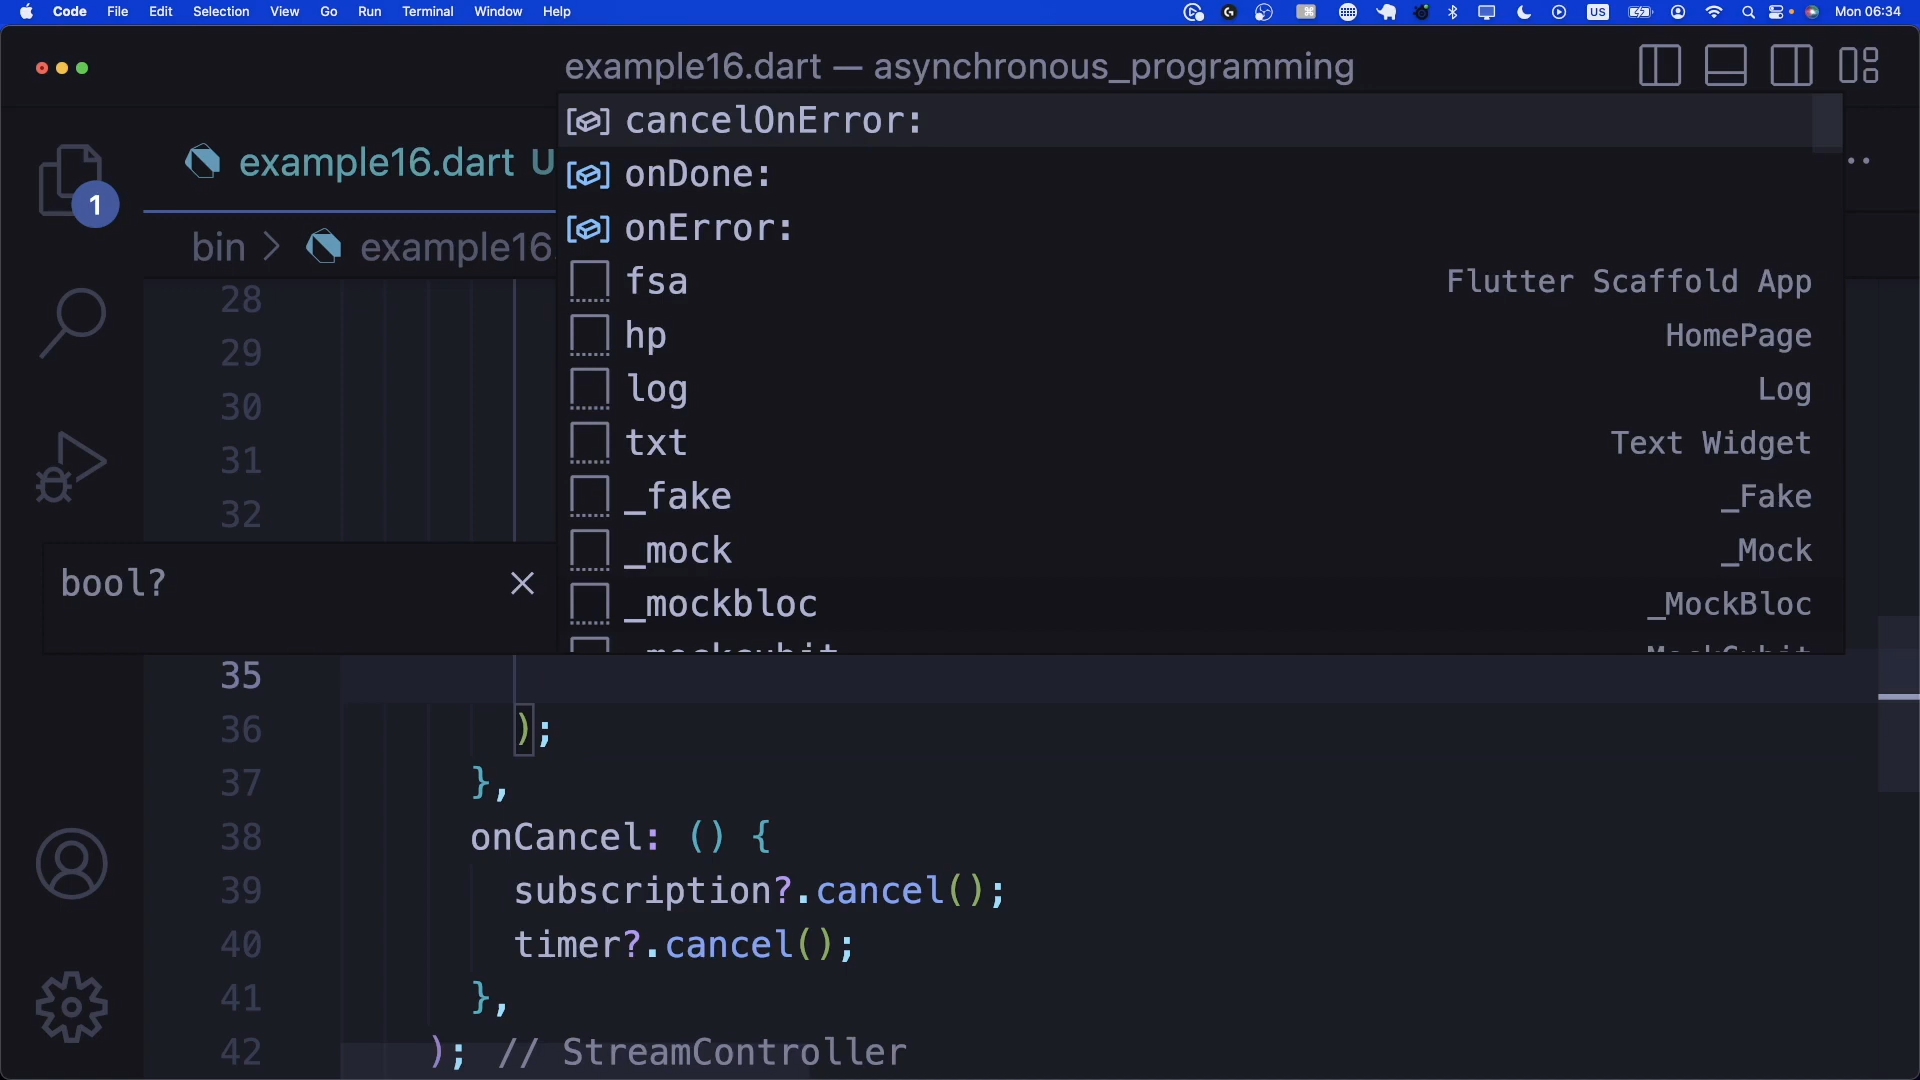 Code File Edit Selection View Go Run Terminal Window Help US Mon 06:34
example16.dart — asynchronous_programming
example16.dart U
1
bin > example16.
cancelOnError:
onDone:
onError:
fsa Flutter Scaffold App
hp HomePage
log Log
txt Text Widget
_fake _Fake
_mock _Mock
_mockbloc _MockBloc
bool?
28
29
30
31
32
35
36 );
37 },
38 onCancel: () {
39 subscription?.cancel();
40 timer?.cancel();
41 },
42 ); // StreamController